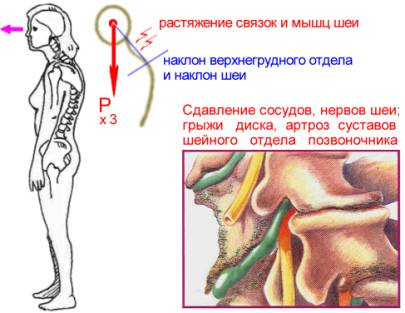 растяжение связок и мышц шеи
наклон верхнегрудного отдела
и наклон шеи
P
x 3
Сдавление сосудов, нервов шеи;
грыжи диска, артроз суставов
шейного отдела позвоночника